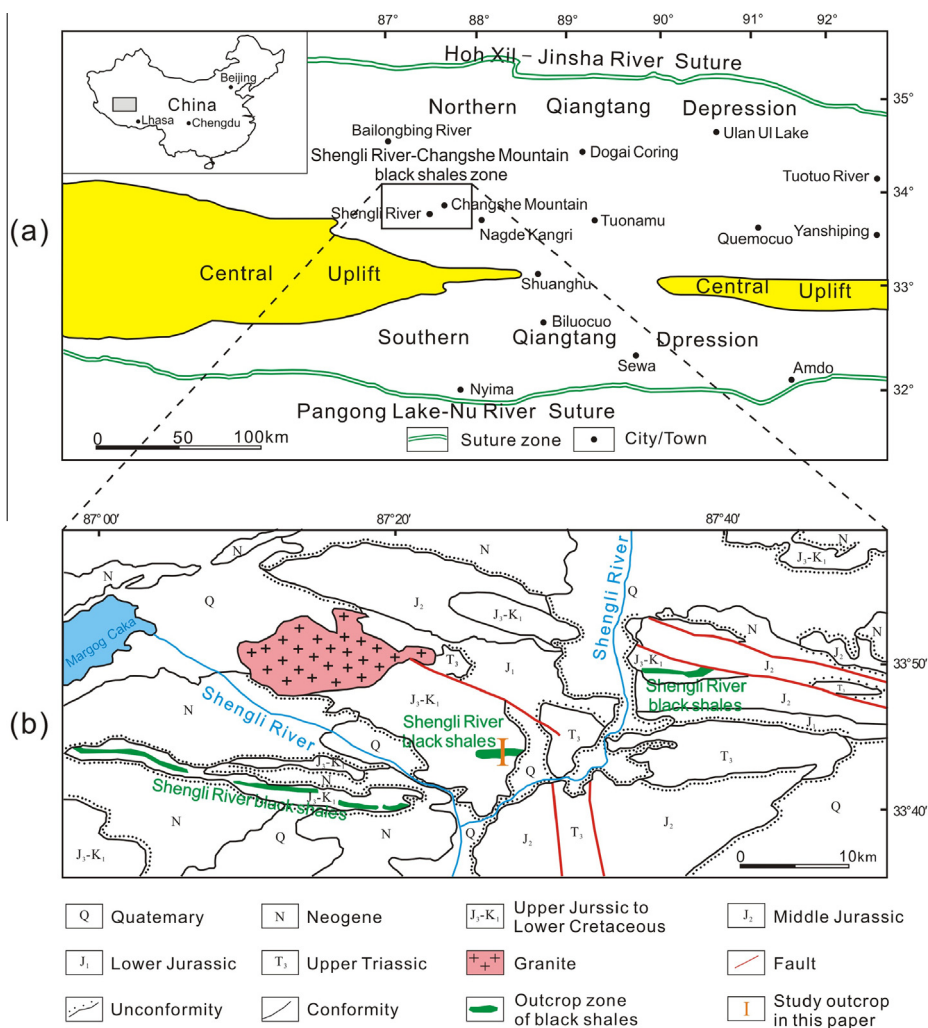 87°
88°
89°
90°
91°
92°
Hoh Xil – Jinsha River Suture
Beijing
China
Lhasa
Chengdu
35°
Northern Qiangtang Depression
Bailongbing River
Ulan Ul Lake
Shengli River-Changshe Mountain
black shales zone
Dogai Coring
Tuotuo River
34°
(a)
Shengli River
Changshe Mountain
Nagde Kangri
Tuonamu
Quemocuo
Yanshiping
Central Uplift
Shuanghu
Central Uplift
33°
Biluocuo
Southern Qiangtang Dpression
Sewa
Amdo
32°
Nyima
Pangong Lake-Nu River Suture
0 50 100km
Suture zone
City/Town
87°00′
87°20′
87°40′
N
N
N
J₃-K₁
Q
Q
J₂
J₃-K₁
Shengli River
N
N
Margog Caka
T₃
J₁
J₃-K₁
J₂
J₂
33°50′
Shengli River
black shales
J₂
T₃
J₁
(b)
N
Shengli River
J₃-K₁
Shengli River
black shales
I
Q
T₃
T₃
Q
J₃-K₁
N
J₃-K₁
Shengli River black shales
33°40′
N
Q
N
Q
J₂
T₃
J₂
Q
J₃-K₁
0 10km
Q Quatemary
N Neogene
J₃-K₁ Upper Jurssic to
Lower Cretaceous
J₂ Middle Jurassic
J₁ Lower Jurassic
T₃ Upper Triassic
Granite
Fault
Unconformity
Conformity
Outcrop zone
of black shales
I Study outcrop
in this paper